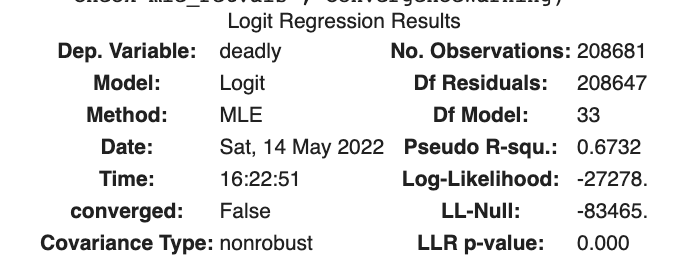 Logit Regression Results
Dep. Variable: deadly No. Observations: 208681
Model: Logit Df Residuals: 208647
Method: MLE Df Model: 33
Date: Sat, 14 May 2022 Pseudo R-squ.: 0.6732
Time: 16:22:51 Log-Likelihood: -27278.
converged: False LL-Null: -83465.
Covariance Type: nonrobust LLR p-value: 0.000